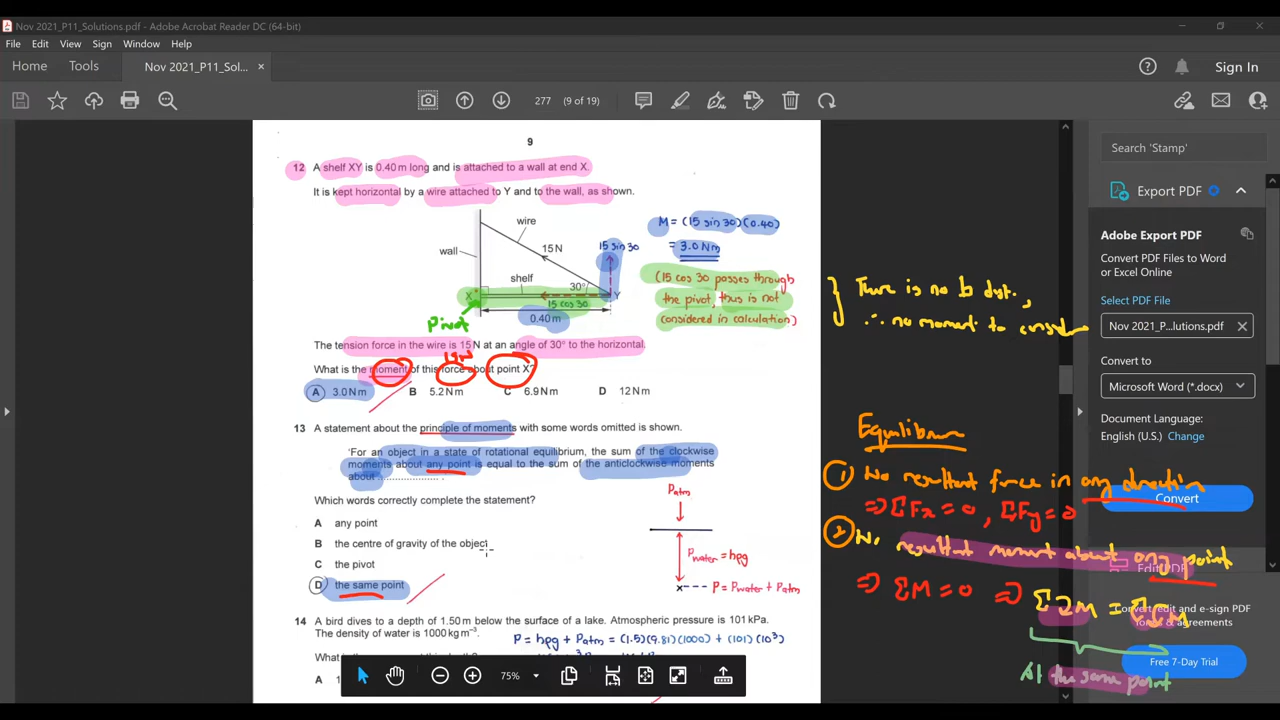 Nov 2021_P11_Solutions.pdf - Adobe Acrobat Reader DC (64-bit)
File Edit View Sign Window Help
Home Tools Nov 2021_P11_Sol... × Sign In
277 (9 of 19)
9
12 A shelf XY is 0.40 m long and is attached to a wall at end X.
It is kept horizontal by a wire attached to Y and to the wall, as shown.
wire
wall
15 N
shelf
30°
X
Y
0.40 m
15 sin 30
15 cos 30
Pivot
M = (15 sin 30)(0.40)
= 3.0 Nm
(15 cos 30 passes through
the pivot, thus is not
considered in calculation)
The tension force in the wire is 15 N at an angle of 30° to the horizontal.
15N
What is the moment of this force about point X?
A 3.0 N m B 5.2 N m C 6.9 N m D 12 N m
13 A statement about the principle of moments with some words omitted is shown.
'For an object in a state of rotational equilibrium, the sum of the clockwise
moments about any point is equal to the sum of the anticlockwise moments
about ....................... .'
Which words correctly complete the statement?
A any point
B the centre of gravity of the object
C the pivot
D the same point
Patm
Pwater = hρg
P = Pwater + Patm
14 A bird dives to a depth of 1.50 m below the surface of a lake. Atmospheric pressure is 101 kPa.
The density of water is 1000 kg m⁻³.
P = hρg + Patm = (1.5)(9.81)(1000) + (101)(10³)
A 1
75%
There is no ⊥ dist.,
∴ no moment to consider
Equilibrium
① No resultant force in any direction
⇒ ΣFx = 0, ΣFy = 0
② No resultant moment about any point
⇒ ΣM = 0 ⇒
At the same point
Search 'Stamp'
Export PDF
Adobe Export PDF
Convert PDF Files to Word
or Excel Online
Select PDF File
Nov 2021_P...lutions.pdf ×
Convert to
Microsoft Word (*.docx)
Document Language:
English (U.S.) Change
Convert
Edit PDF
Convert, edit and e-sign PDF
forms & agreements
Free 7-Day Trial